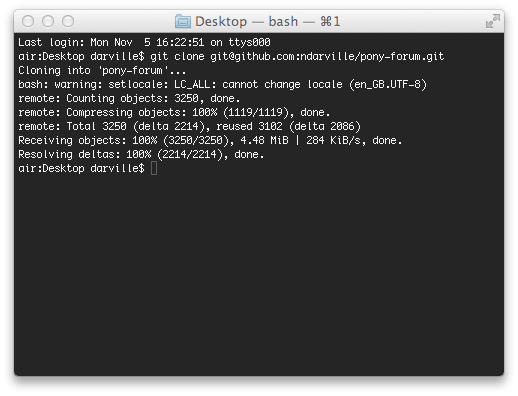 Desktop — bash — ⌘1
Last login: Mon Nov  5 16:22:51 on ttys000
air:Desktop darville$ git clone git@github.com:ndarville/pony-forum.git
Cloning into 'pony-forum'...
bash: warning: setlocale: LC_ALL: cannot change locale (en_GB.UTF-8)
remote: Counting objects: 3250, done.
remote: Compressing objects: 100% (1119/1119), done.
remote: Total 3250 (delta 2214), reused 3102 (delta 2086)
Receiving objects: 100% (3250/3250), 4.48 MiB | 284 KiB/s, done.
Resolving deltas: 100% (2214/2214), done.
air:Desktop darville$